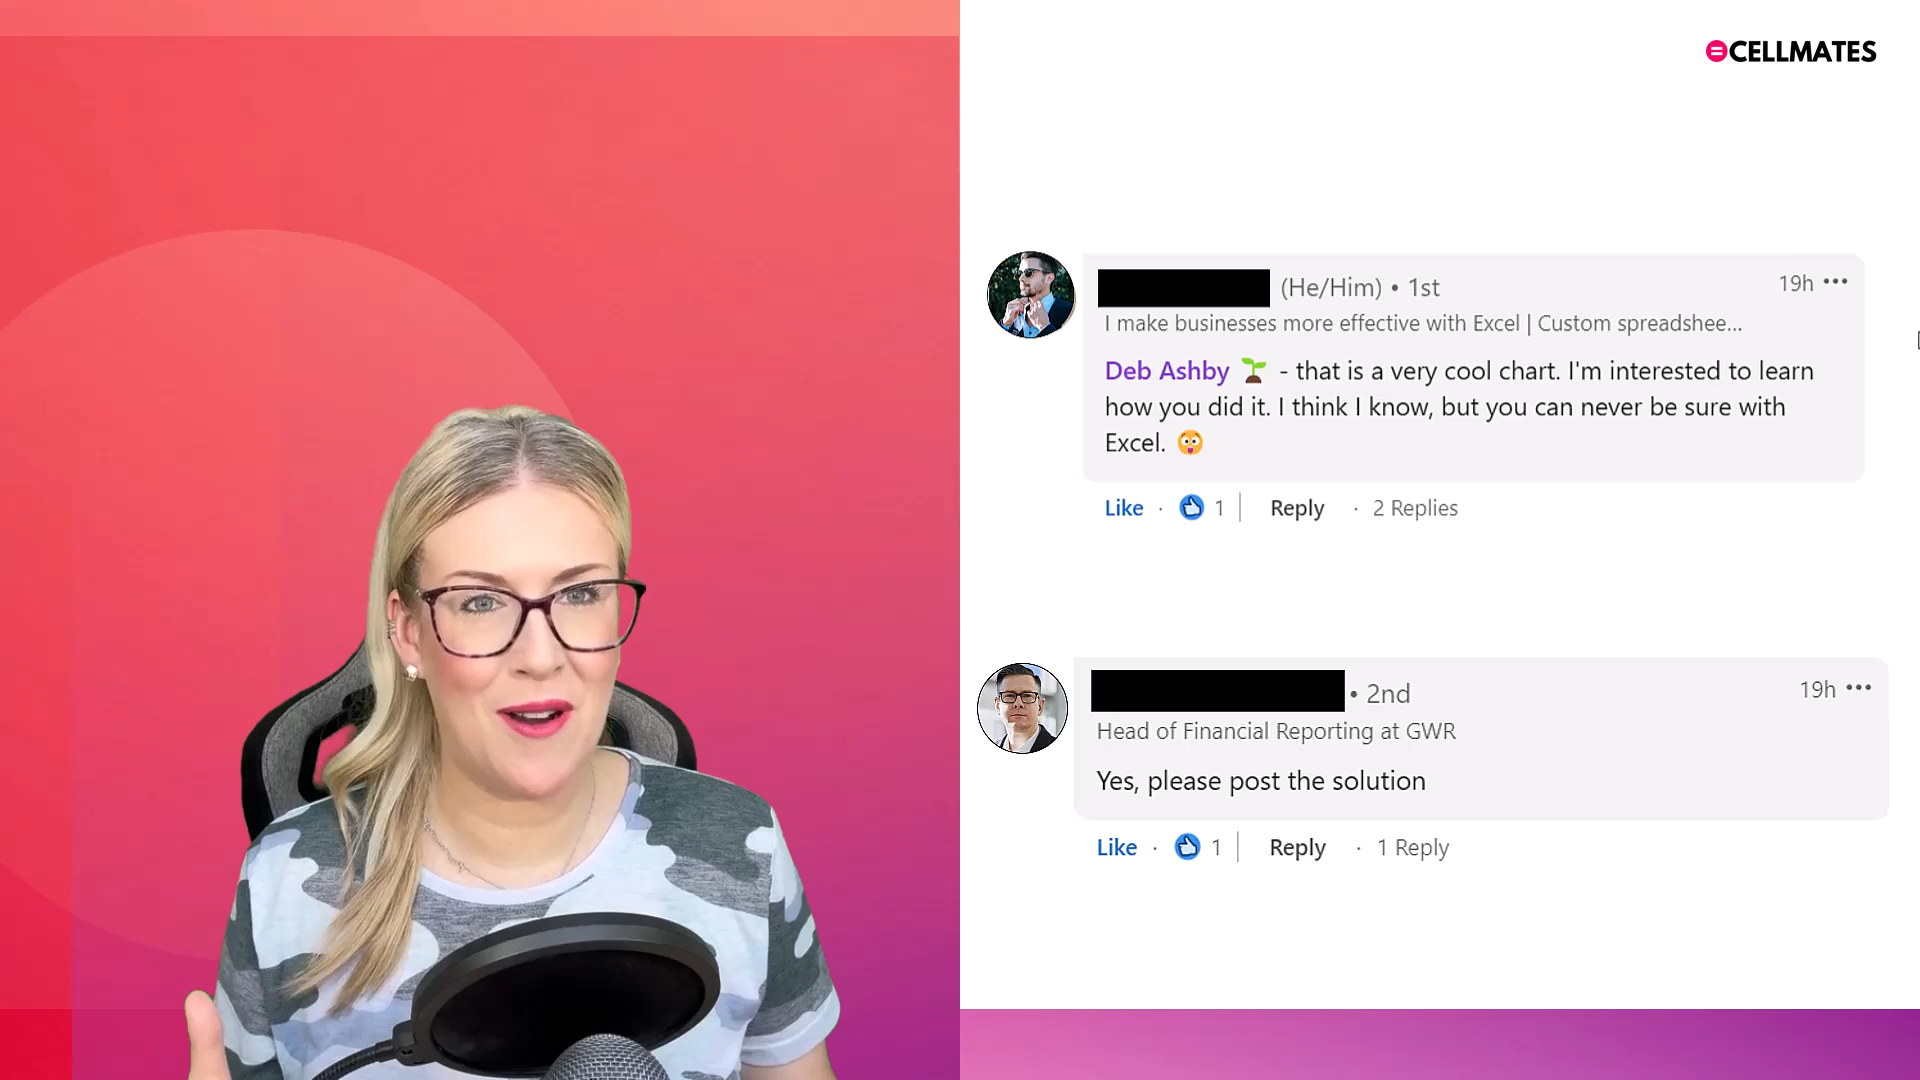 CELLMATES
(He/Him) • 1st
19h •••
I make businesses more effective with Excel | Custom spreadshee...
Deb Ashby 🌱 - that is a very cool chart. I'm interested to learn
how you did it. I think I know, but you can never be sure with
Excel. 😲
Like · 1 | Reply · 2 Replies
• 2nd
19h •••
Head of Financial Reporting at GWR
Yes, please post the solution
Like · 1 | Reply · 1 Reply